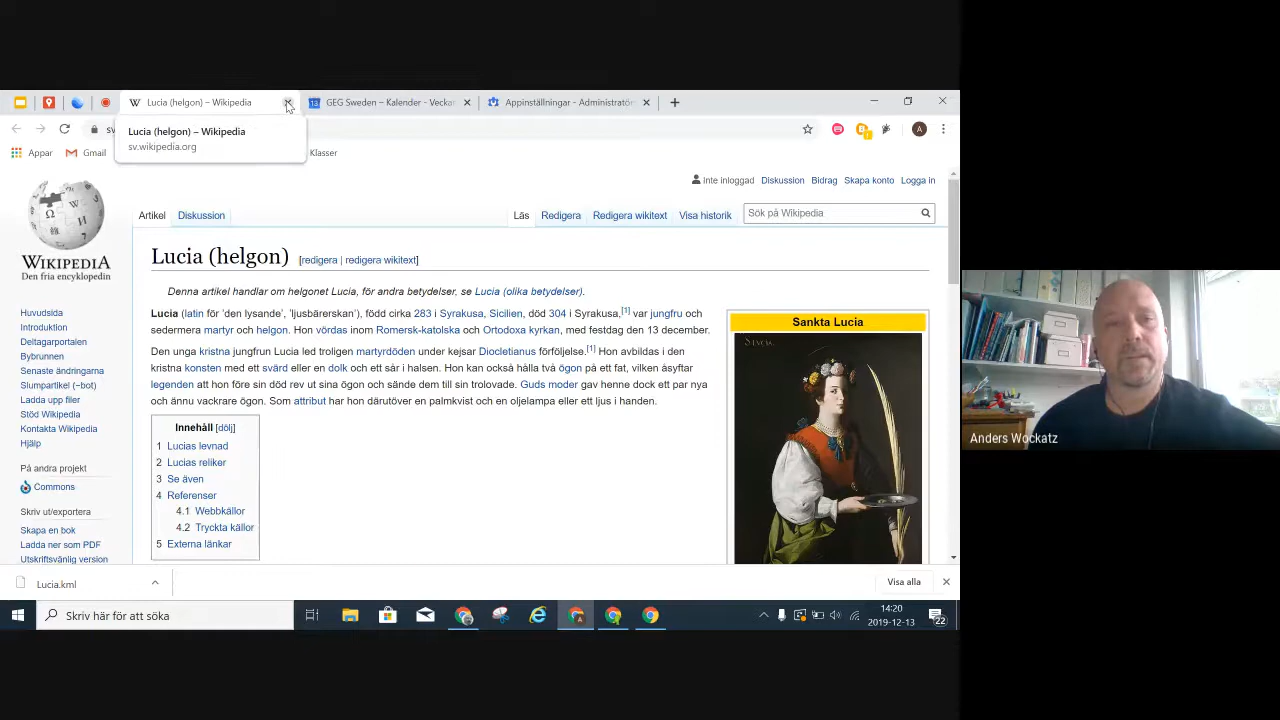 Lucia (helgon) – Wikipedia
GEG Sweden – Kalender - Vecka
Appinställningar - Administratör
Lucia (helgon) – Wikipedia
sv.wikipedia.org
Appar
Gmail
Klasser
Inte inloggad
Diskussion
Bidrag
Skapa konto
Logga in
Artikel
Diskussion
Läs
Redigera
Redigera wikitext
Visa historik
Sök på Wikipedia
WIKIPEDIA
Den fria encyklopedin
Lucia (helgon) [redigera | redigera wikitext]
Denna artikel handlar om helgonet Lucia, för andra betydelser, se Lucia (olika betydelser).
Lucia (latin för 'den lysande', 'ljusbärerskan'), född cirka 283 i Syrakusa, Sicilien, död 304 i Syrakusa,[1] var jungfru och
sedermera martyr och helgon. Hon vördas inom Romersk-katolska och Ortodoxa kyrkan, med festdag den 13 december.
Den unga kristna jungfrun Lucia led troligen martyrdöden under kejsar Diocletianus förföljelse.[1] Hon avbildas i den
kristna konsten med ett svärd eller en dolk och ett sår i halsen. Hon kan också hålla två ögon på ett fat, vilken åsyftar
legenden att hon före sin död rev ut sina ögon och sände dem till sin trolovade. Guds moder gav henne dock ett par nya
och ännu vackrare ögon. Som attribut har hon därutöver en palmkvist och en oljelampa eller ett ljus i handen.
Innehåll [dölj]
1 Lucias levnad
2 Lucias reliker
3 Se även
4 Referenser
4.1 Webbkällor
4.2 Tryckta källor
5 Externa länkar
Sankta Lucia
S LVCIA
Huvudsida
Introduktion
Deltagarportalen
Bybrunnen
Senaste ändringarna
Slumpartikel (~bot)
Ladda upp filer
Stöd Wikipedia
Kontakta Wikipedia
Hjälp
På andra projekt
Commons
Skriv ut/exportera
Skapa en bok
Ladda ner som PDF
Utskriftsvänlig version
Anders Wockatz
Lucia.kml
Visa alla
Skriv här för att söka
14:20
2019-12-13
22